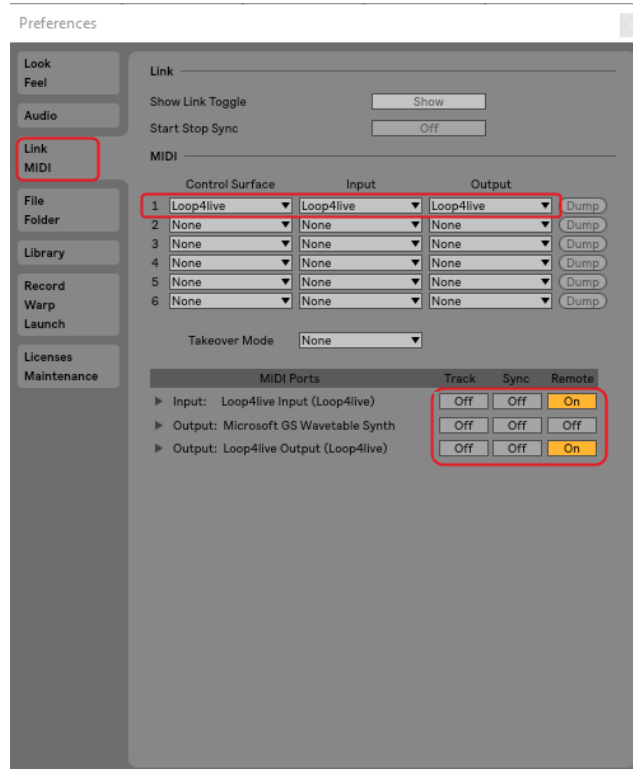 Preferences
Look
Feel
Audio
Link
MIDI
File
Folder
Library
Record
Warp
Launch
Licenses
Maintenance
Link
Show Link Toggle Show
Start Stop Sync Off
MIDI
Control Surface Input Output
1 Loop4live Loop4live Loop4live Dump
2 None None None Dump
3 None None None Dump
4 None None None Dump
5 None None None Dump
6 None None None Dump
Takeover Mode None
MIDI Ports Track Sync Remote
Input: Loop4live Input (Loop4live) Off Off On
Output: Microsoft GS Wavetable Synth Off Off Off
Output: Loop4live Output (Loop4live) Off Off On